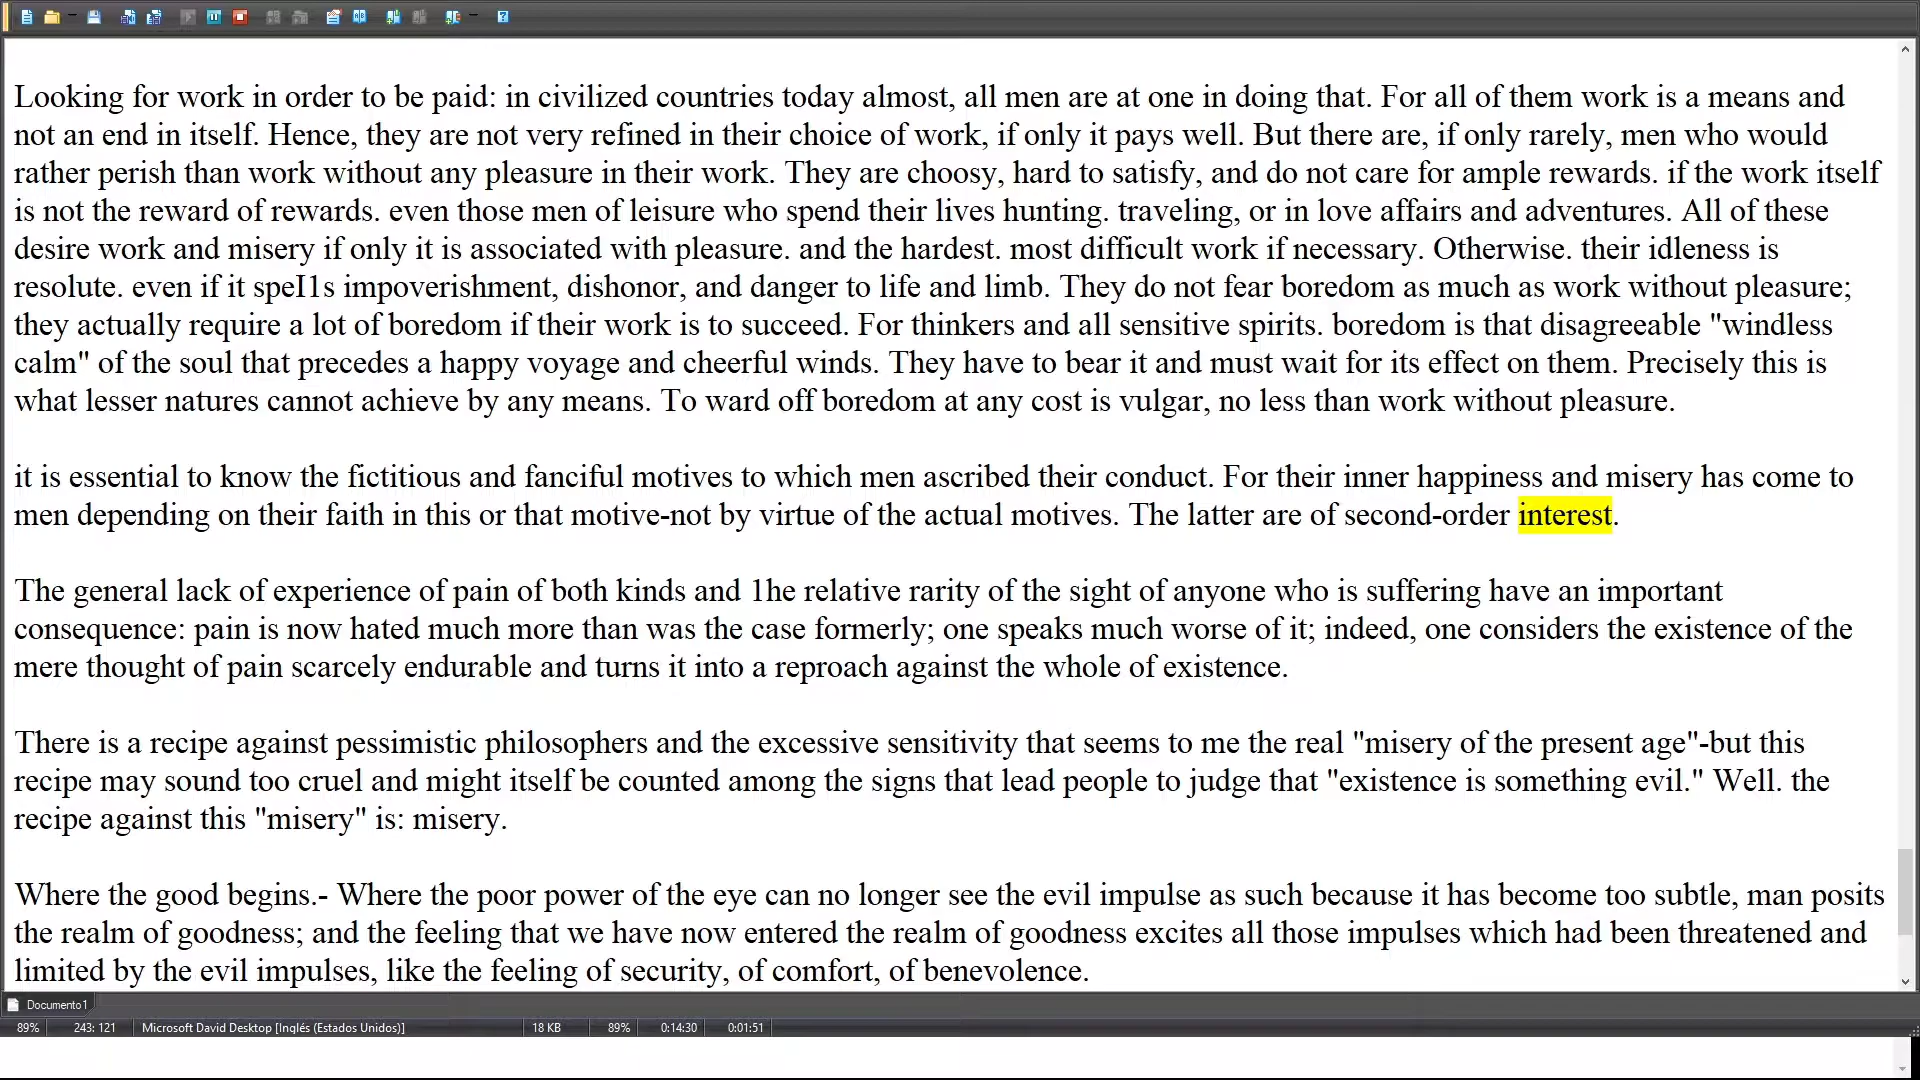 Looking for work in order to be paid: in civilized countries today almost, all men are at one in doing that. For all of them work is a means and
not an end in itself. Hence, they are not very refined in their choice of work, if only it pays well. But there are, if only rarely, men who would
rather perish than work without any pleasure in their work. They are choosy, hard to satisfy, and do not care for ample rewards. if the work itself
is not the reward of rewards. even those men of leisure who spend their lives hunting. traveling, or in love affairs and adventures. All of these
desire work and misery if only it is associated with pleasure. and the hardest. most difficult work if necessary. Otherwise. their idleness is
resolute. even if it speI1s impoverishment, dishonor, and danger to life and limb. They do not fear boredom as much as work without pleasure;
they actually require a lot of boredom if their work is to succeed. For thinkers and all sensitive spirits. boredom is that disagreeable "windless
calm" of the soul that precedes a happy voyage and cheerful winds. They have to bear it and must wait for its effect on them. Precisely this is
what lesser natures cannot achieve by any means. To ward off boredom at any cost is vulgar, no less than work without pleasure.
it is essential to know the fictitious and fanciful motives to which men ascribed their conduct. For their inner happiness and misery has come to
men depending on their faith in this or that motive-not by virtue of the actual motives. The latter are of second-order interest.
The general lack of experience of pain of both kinds and 1he relative rarity of the sight of anyone who is suffering have an important
consequence: pain is now hated much more than was the case formerly; one speaks much worse of it; indeed, one considers the existence of the
mere thought of pain scarcely endurable and turns it into a reproach against the whole of existence.
There is a recipe against pessimistic philosophers and the excessive sensitivity that seems to me the real "misery of the present age"-but this
recipe may sound too cruel and might itself be counted among the signs that lead people to judge that "existence is something evil." Well. the
recipe against this "misery" is: misery.
Where the good begins.- Where the poor power of the eye can no longer see the evil impulse as such because it has become too subtle, man posits
the realm of goodness; and the feeling that we have now entered the realm of goodness excites all those impulses which had been threatened and
limited by the evil impulses, like the feeling of security, of comfort, of benevolence.
Documento1
89% 243: 121 Microsoft David Desktop [Inglés (Estados Unidos)] 18 KB 89% 0:14:30 0:01:51